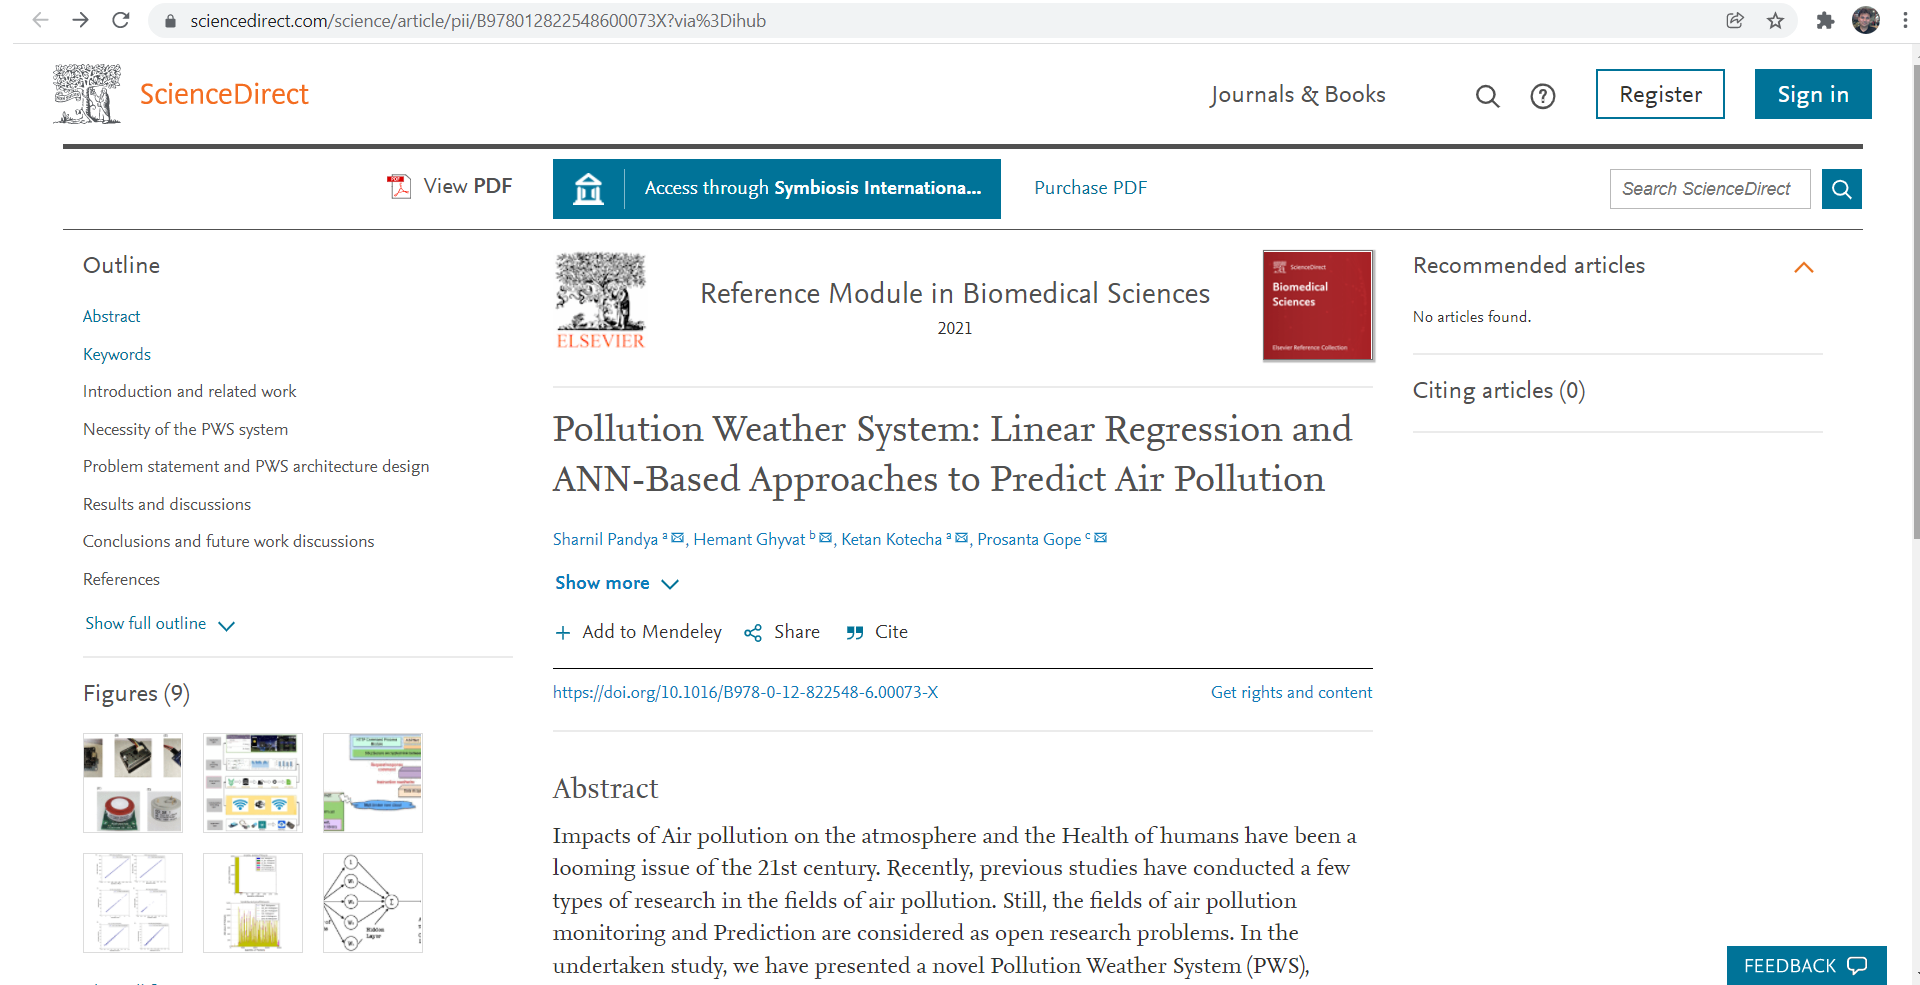 sciencedirect.com/science/article/pii/B978012822548600073X?via%3Dihub
ScienceDirect
Journals & Books
Register
Sign in
View PDF
Access through Symbiosis Internationa...
Purchase PDF
Search ScienceDirect
Outline
Abstract
Keywords
Introduction and related work
Necessity of the PWS system
Problem statement and PWS architecture design
Results and discussions
Conclusions and future work discussions
References
Show full outline
Figures (9)
Hidden
Layer
ELSEVIER
Reference Module in Biomedical Sciences
2021
ScienceDirect
Biomedical
Sciences
Elsevier Reference Collection
Pollution Weather System: Linear Regression and
ANN-Based Approaches to Predict Air Pollution
Sharnil Pandya a, Hemant Ghyvat b, Ketan Kotecha a, Prosanta Gope c
Show more
Add to Mendeley
Share
Cite
https://doi.org/10.1016/B978-0-12-822548-6.00073-X
Get rights and content
Abstract
Impacts of Air pollution on the atmosphere and the Health of humans have been a
looming issue of the 21st century. Recently, previous studies have conducted a few
types of research in the fields of air pollution. Still, the fields of air pollution
monitoring and Prediction are considered as open research problems. In the
undertaken study, we have presented a novel Pollution Weather System (PWS),
Recommended articles
No articles found.
Citing articles (0)
FEEDBACK